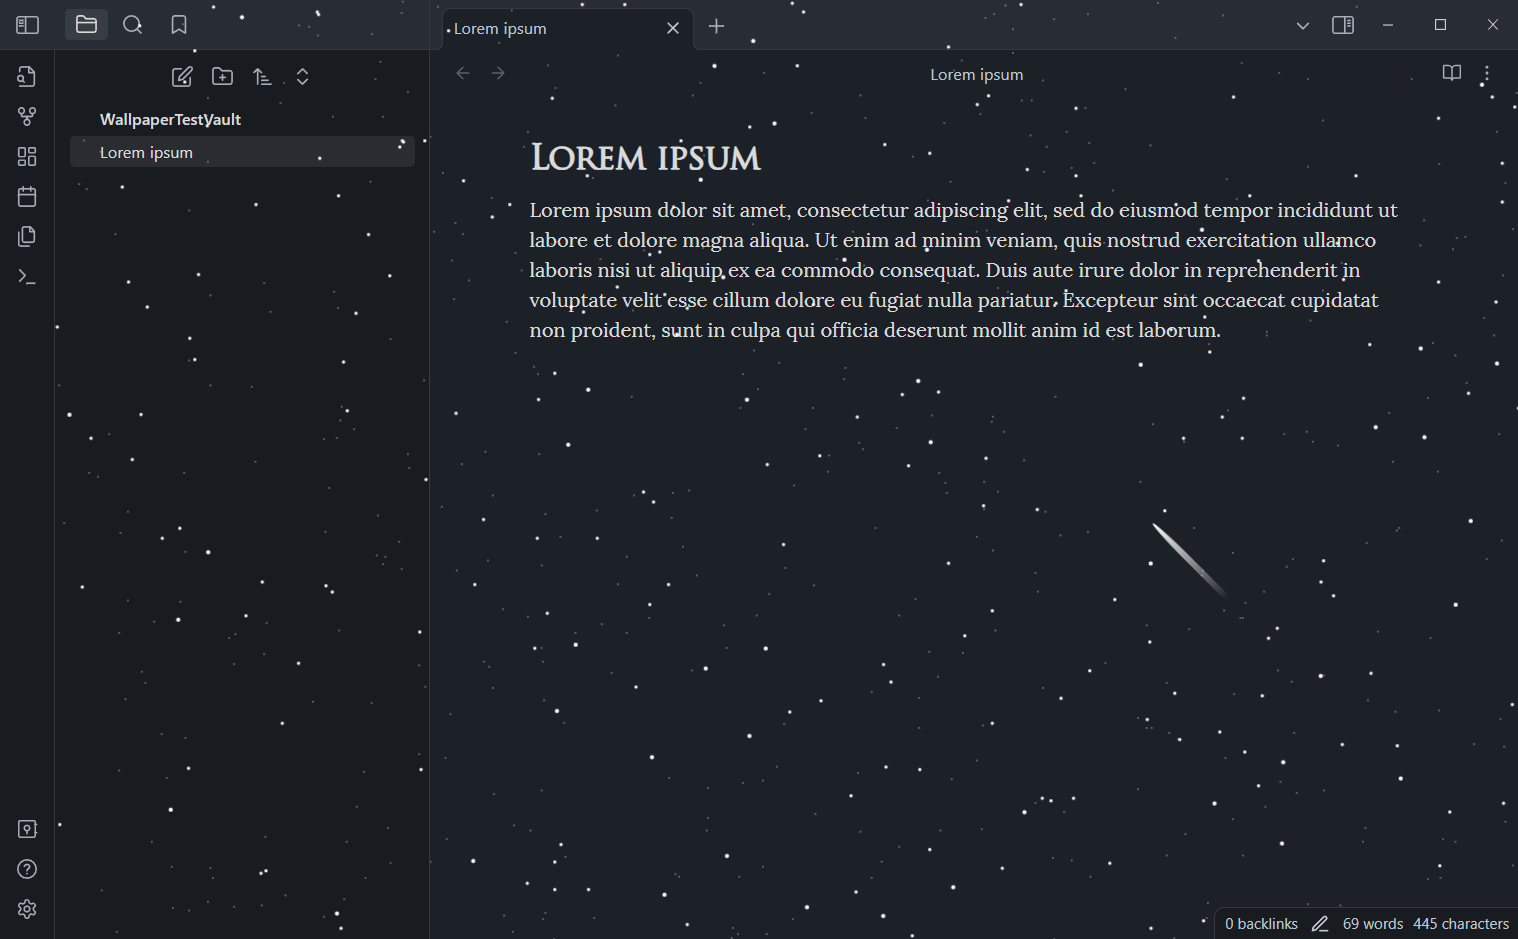 Lorem ipsum
Lorem ipsum
WallpaperTestVault
Lorem ipsum
Lorem ipsum
Lorem ipsum dolor sit amet, consectetur adipiscing elit, sed do eiusmod tempor incididunt ut
labore et dolore magna aliqua. Ut enim ad minim veniam, quis nostrud exercitation ullamco
laboris nisi ut aliquip ex ea commodo consequat. Duis aute irure dolor in reprehenderit in
voluptate velit esse cillum dolore eu fugiat nulla pariatur. Excepteur sint occaecat cupidatat
non proident, sunt in culpa qui officia deserunt mollit anim id est laborum.
0 backlinks 69 words 445 characters